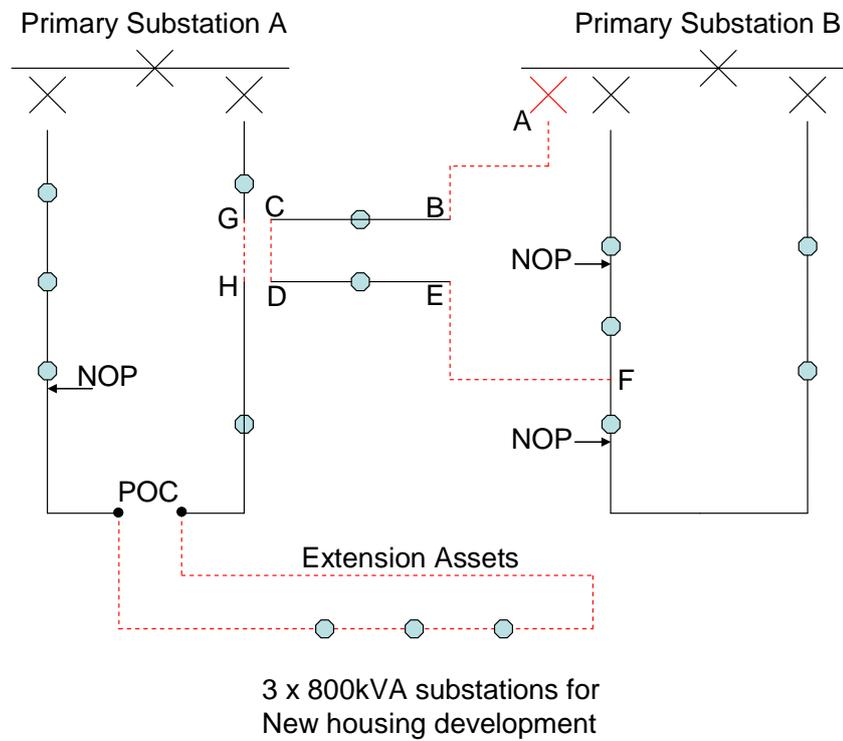 Primary Substation A
Primary Substation B
A
G
C
B
H
D
E
NOP
NOP
F
NOP
POC
Extension Assets
3 x 800kVA substations for
New housing development